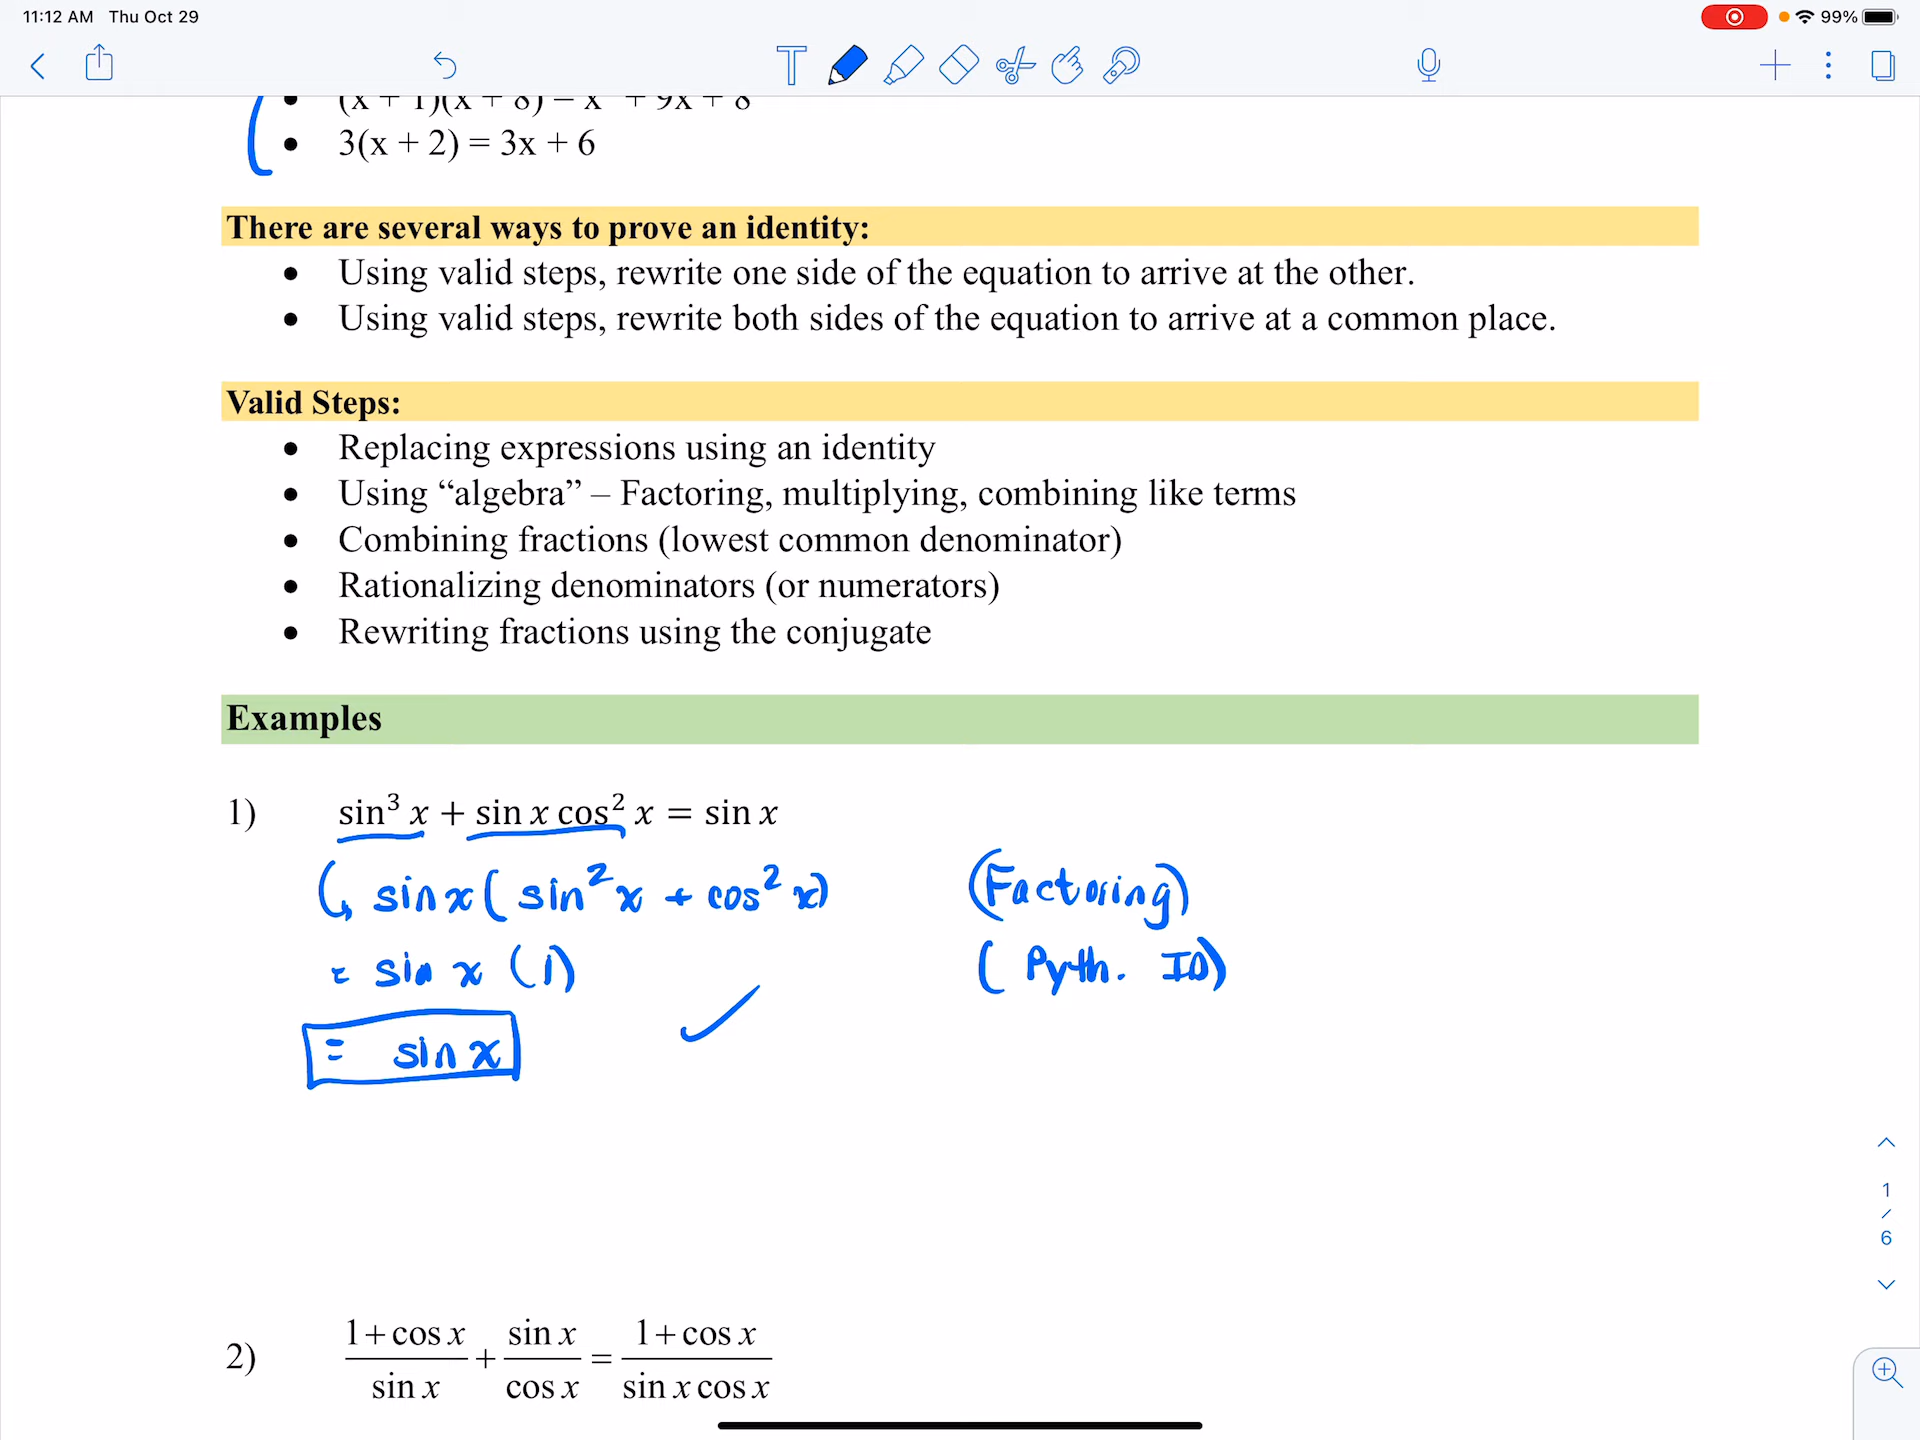 11:12 AM Thu Oct 29 99%
3(x + 2) = 3x + 6
There are several ways to prove an identity:
Using valid steps, rewrite one side of the equation to arrive at the other.
Using valid steps, rewrite both sides of the equation to arrive at a common place.
Valid Steps:
Replacing expressions using an identity
Using “algebra” – Factoring, multiplying, combining like terms
Combining fractions (lowest common denominator)
Rationalizing denominators (or numerators)
Rewriting fractions using the conjugate
Examples
1) sin³ x + sin x cos² x = sin x
sin x ( sin² x + cos² x) (Factoring)
= sin x (1) ( Pyth. ID)
= sin x ✓
1
/
6
2) (1 + cos x)/(sin x) + (sin x)/(cos x) = (1 + cos x)/(sin x cos x)